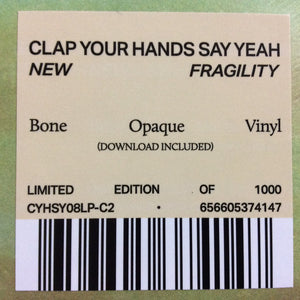 CLAP YOUR HANDS SAY YEAH
NEW FRAGILITY
Bone Opaque Vinyl
(DOWNLOAD INCLUDED)
LIMITED EDITION OF 1000
CYHSY08LP-C2 • 656605374147